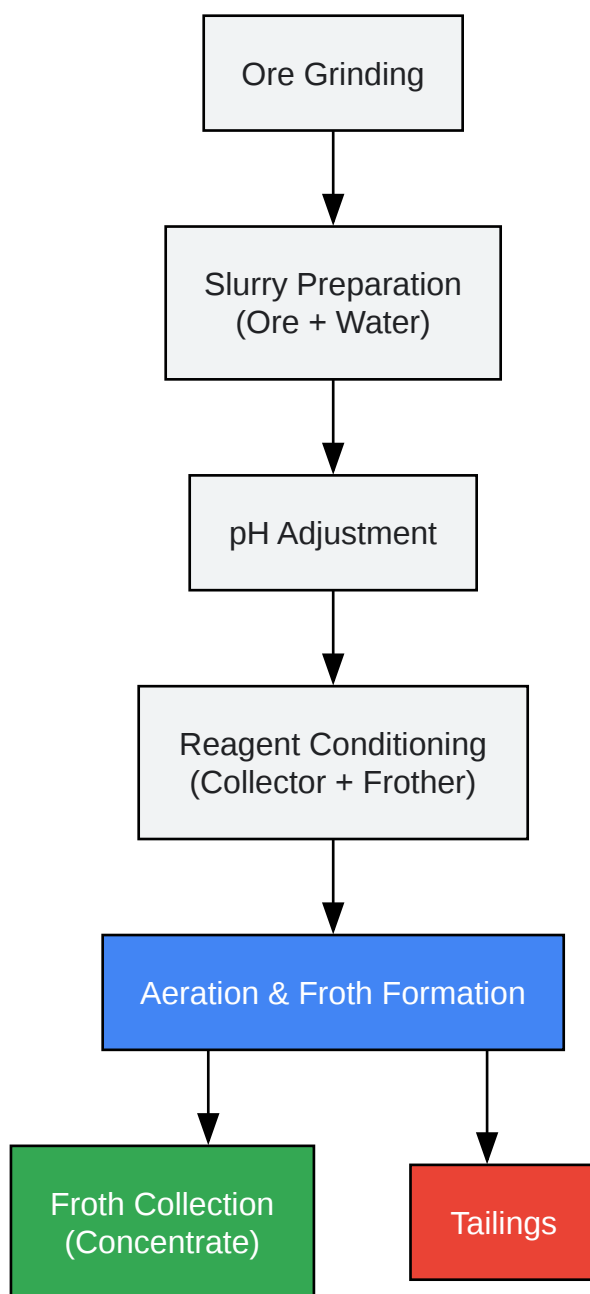 Ore Grinding
Slurry Preparation
(Ore + Water)
pH Adjustment
Reagent Conditioning
(Collector + Frother)
Aeration & Froth Formation
Froth Collection
(Concentrate)
Tailings